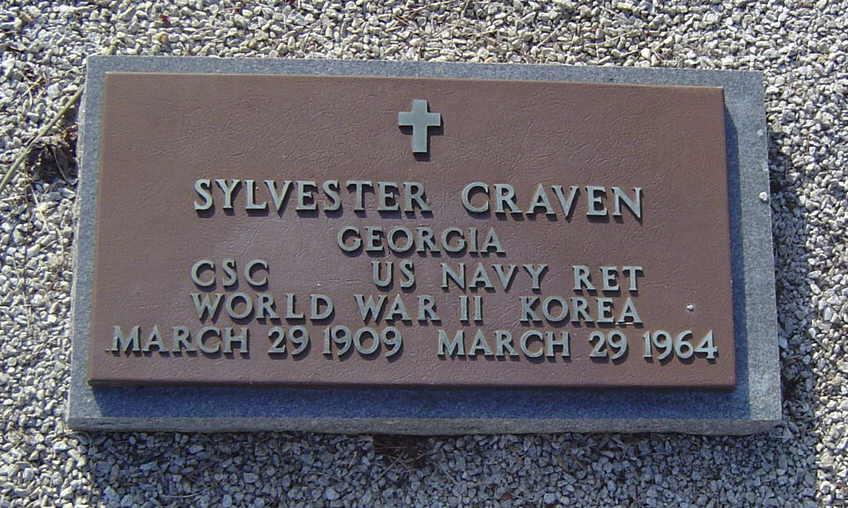 SYLVESTER CRAVEN
GEORGIA
CSC US NAVY RET
WORLD WAR II KOREA
MARCH 29 1909 MARCH 29 1964